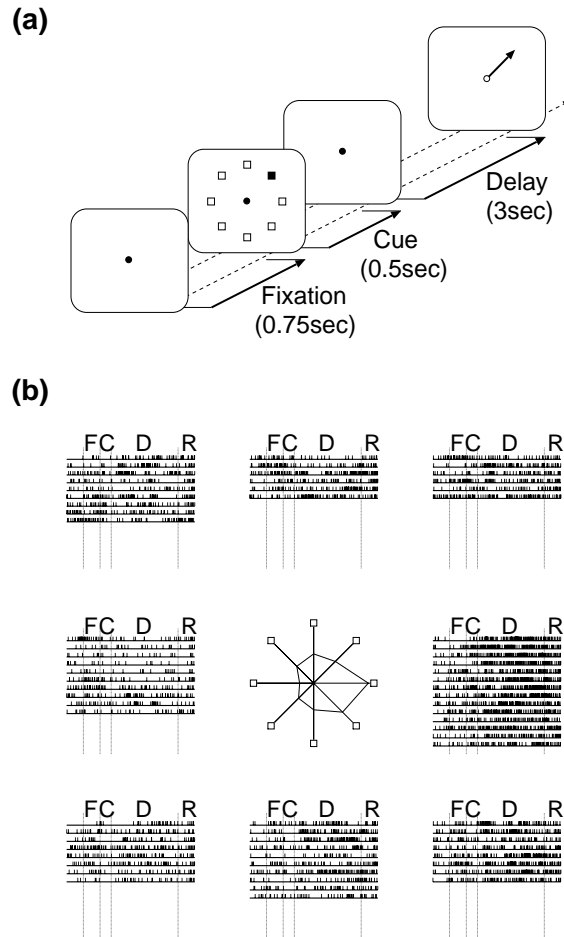 (a)
Delay
(3sec)
Cue
(0.5sec)
Fixation
(0.75sec)
(b)
FC D R
FC D R
FC D R
FC D R
FC D R
FC D R
FC D R
FC D R